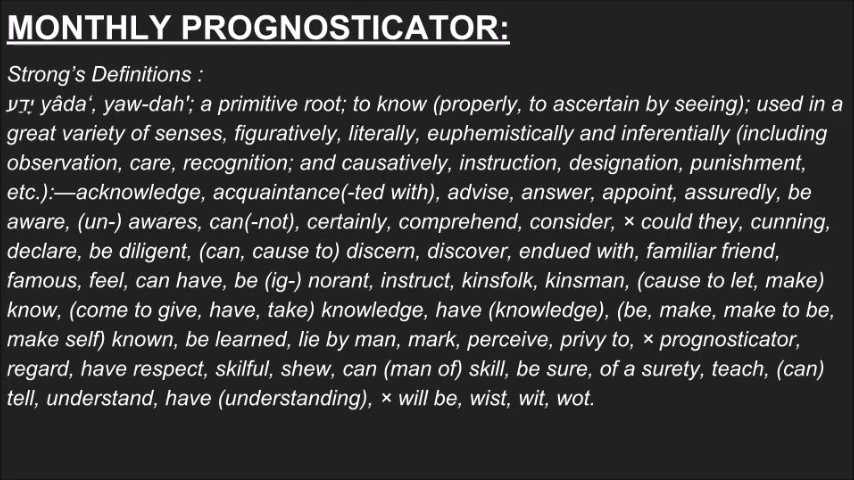 MONTHLY PROGNOSTICATOR:
Strong’s Definitions :
יָדַע yâdaʻ, yaw-dah'; a primitive root; to know (properly, to ascertain by seeing); used in a
great variety of senses, figuratively, literally, euphemistically and inferentially (including
observation, care, recognition; and causatively, instruction, designation, punishment,
etc.):—acknowledge, acquaintance(-ted with), advise, answer, appoint, assuredly, be
aware, (un-) awares, can(-not), certainly, comprehend, consider, × could they, cunning,
declare, be diligent, (can, cause to) discern, discover, endued with, familiar friend,
famous, feel, can have, be (ig-) norant, instruct, kinsfolk, kinsman, (cause to let, make)
know, (come to give, have, take) knowledge, have (knowledge), (be, make, make to be,
make self) known, be learned, lie by man, mark, perceive, privy to, × prognosticator,
regard, have respect, skilful, shew, can (man of) skill, be sure, of a surety, teach, (can)
tell, understand, have (understanding), × will be, wist, wit, wot.